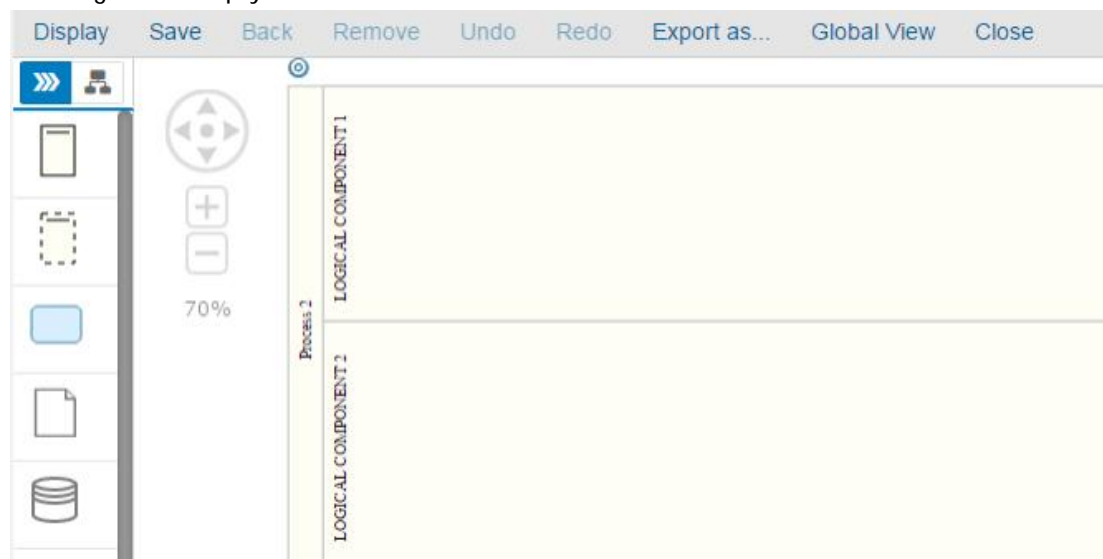 Display Save Back Remove Undo Redo Export as... Global View Close
LOGICAL COMPONENT 1
70%
Process 2
LOGICAL COMPONENT 2